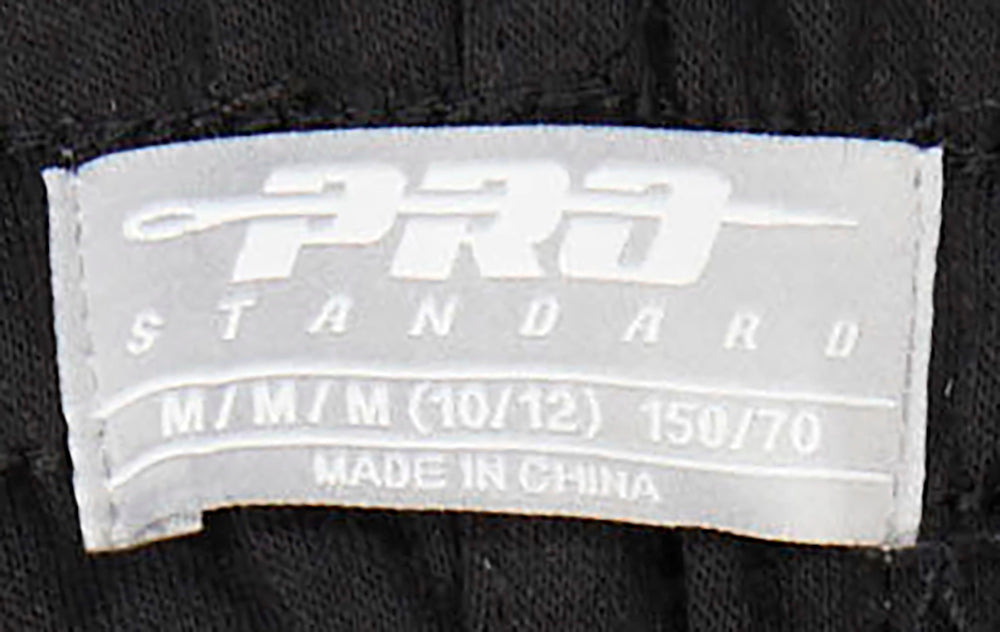 PRO
STANDARD
M/M/M (10/12) 150/70
MADE IN CHINA